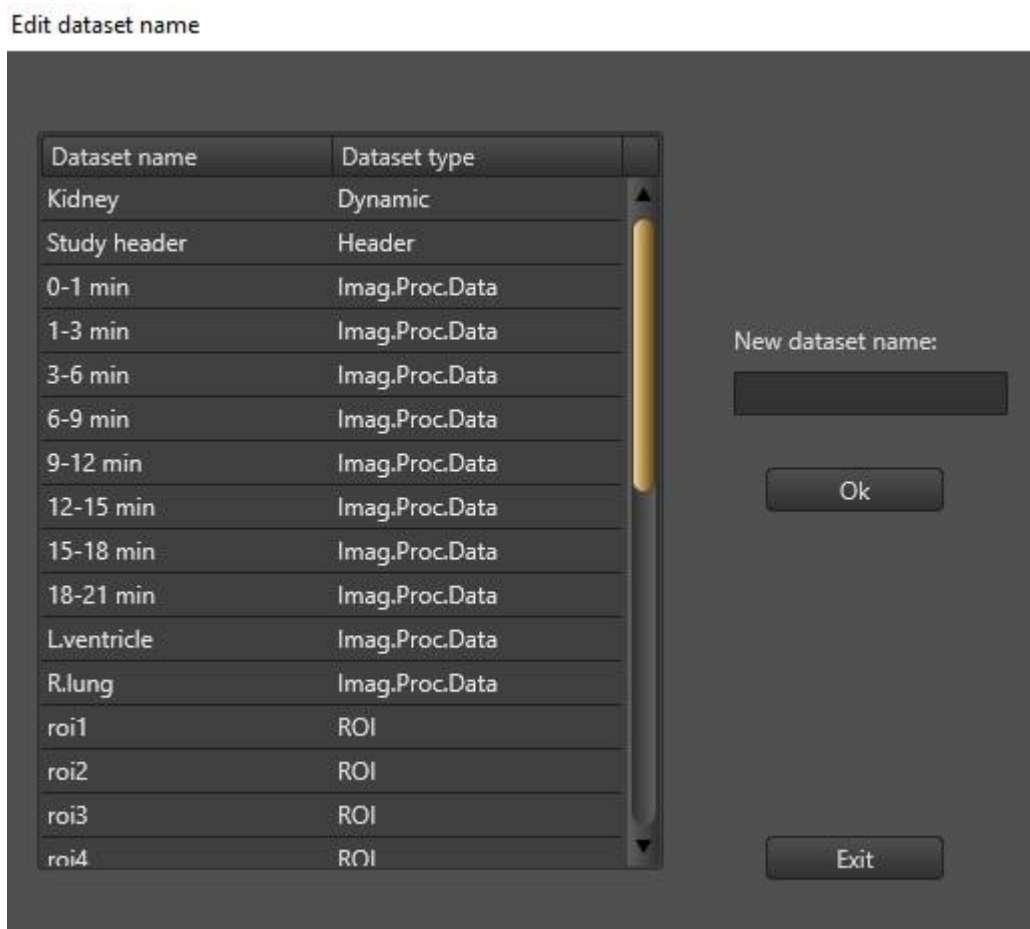 Edit dataset name
Dataset name Dataset type
Kidney Dynamic
Study header Header
0-1 min Imag.Proc.Data
1-3 min Imag.Proc.Data
3-6 min Imag.Proc.Data
6-9 min Imag.Proc.Data
9-12 min Imag.Proc.Data
12-15 min Imag.Proc.Data
15-18 min Imag.Proc.Data
18-21 min Imag.Proc.Data
L.ventricle Imag.Proc.Data
R.lung Imag.Proc.Data
roi1 ROI
roi2 ROI
roi3 ROI
roi4 ROI
New dataset name:
Ok
Exit